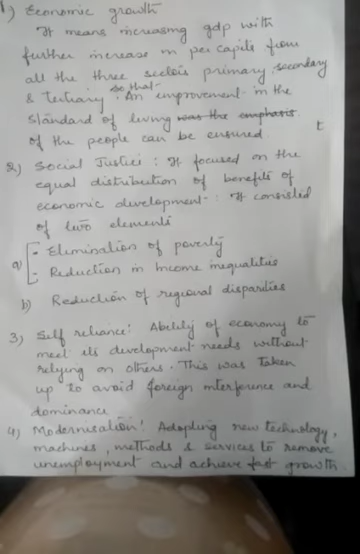 1) Economic growth
It means increasing gdp with
further increase in per capita from
all the three sectors primary, secondary
& tertiary so that An improvement in the
standard of living was the emphasis
of the people can be ensured.
2) Social Justice : It focused on the
equal distribution of benefits of
economic development : It consisted
of two elements
a) - Elimination of poverty
- Reduction in Income inequalities
b) Reduction of regional disparities
3) Self reliance: Ability of economy to
meet its development needs without
relying on others. This was taken
up to avoid foreign interference and
dominance
4) Modernisation: Adopting new technology,
machines, methods & services to remove
unemployment and achieve fast growth.